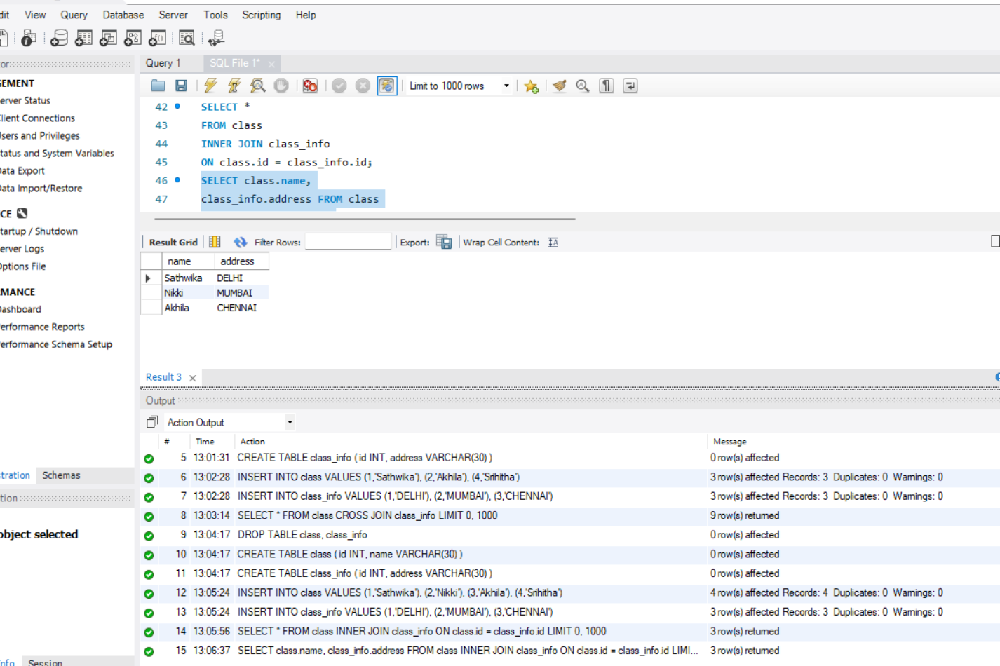 dit View Query Database Server Tools Scripting Help
Query 1 SQL File 1* ×
Limit to 1000 rows
GEMENT
erver Status
lient Connections
sers and Privileges
tatus and System Variables
ata Export
ata Import/Restore
CE
tartup / Shutdown
erver Logs
ptions File
MANCE
ashboard
erformance Reports
erformance Schema Setup
tration Schemas
tion
object selected
nfo Session
42 SELECT *
43 FROM class
44 INNER JOIN class_info
45 ON class.id = class_info.id;
46 SELECT class.name,
47 class_info.address FROM class
Result Grid Filter Rows: Export: Wrap Cell Content:
name address
Sathwika DELHI
Nikki MUMBAI
Akhila CHENNAI
Result 3 ×
Output
Action Output
# Time Action Message
5 13:01:31 CREATE TABLE class_info ( id INT, address VARCHAR(30) ) 0 row(s) affected
6 13:02:28 INSERT INTO class VALUES (1,'Sathwika'), (2,'Akhila'), (4,'Srihitha') 3 row(s) affected Records: 3 Duplicates: 0 Warnings: 0
7 13:02:28 INSERT INTO class_info VALUES (1,'DELHI'), (2,'MUMBAI'), (3,'CHENNAI') 3 row(s) affected Records: 3 Duplicates: 0 Warnings: 0
8 13:03:14 SELECT * FROM class CROSS JOIN class_info LIMIT 0, 1000 9 row(s) returned
9 13:04:17 DROP TABLE class, class_info 0 row(s) affected
10 13:04:17 CREATE TABLE class ( id INT, name VARCHAR(30) ) 0 row(s) affected
11 13:04:17 CREATE TABLE class_info ( id INT, address VARCHAR(30) ) 0 row(s) affected
12 13:05:24 INSERT INTO class VALUES (1,'Sathwika'), (2,'Nikki'), (3,'Akhila'), (4,'Srihitha') 4 row(s) affected Records: 4 Duplicates: 0 Warnings: 0
13 13:05:24 INSERT INTO class_info VALUES (1,'DELHI'), (2,'MUMBAI'), (3,'CHENNAI') 3 row(s) affected Records: 3 Duplicates: 0 Warnings: 0
14 13:05:56 SELECT * FROM class INNER JOIN class_info ON class.id = class_info.id LIMIT 0, 1000 3 row(s) returned
15 13:06:37 SELECT class.name, class_info.address FROM class INNER JOIN class_info ON class.id = class_info.id LIMI... 3 row(s) returned